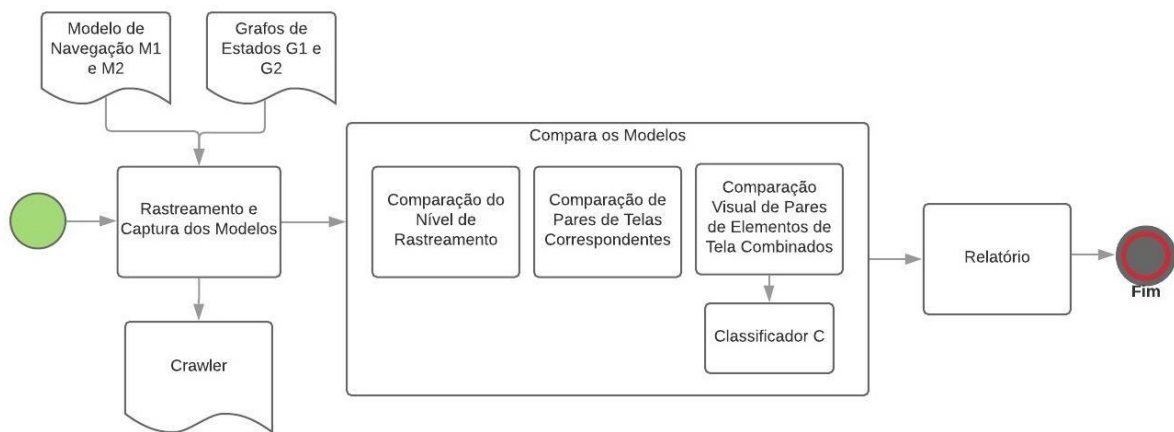 Modelo de
Navegação M1
e M2
Grafos de
Estados G1 e
G2
Rastreamento e
Captura dos Modelos
Crawler
Compara os Modelos
Comparação do
Nível de
Rastreamento
Comparação de
Pares de Telas
Correspondentes
Comparação
Visual de Pares
de Elementos de
Tela Combinados
Classificador C
Relatório
Fim